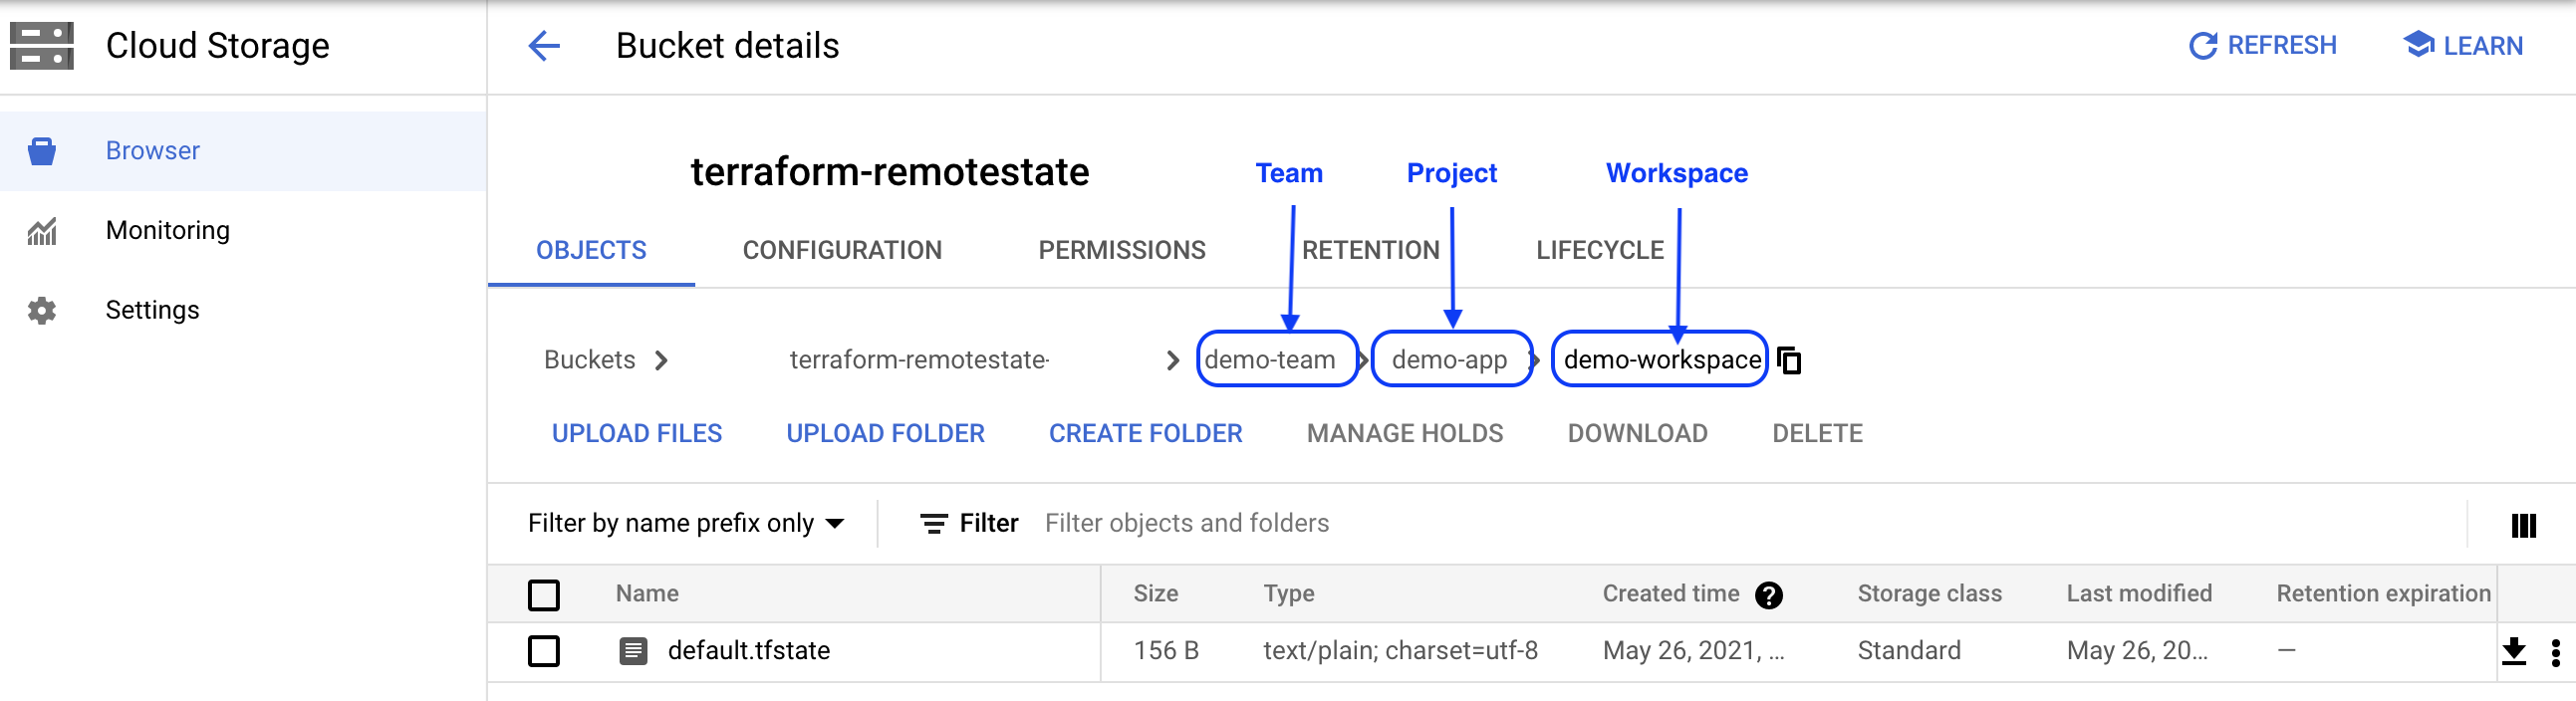 Cloud Storage
Bucket details
REFRESH
LEARN
Browser
Monitoring
Settings
terraform-remotestate
Team
Project
Workspace
OBJECTS
CONFIGURATION
PERMISSIONS
RETENTION
LIFECYCLE
Buckets
terraform-remotestate-
demo-team
demo-app
demo-workspace
UPLOAD FILES
UPLOAD FOLDER
CREATE FOLDER
MANAGE HOLDS
DOWNLOAD
DELETE
Filter by name prefix only
Filter
Filter objects and folders
Name
Size
Type
Created time
?
Storage class
Last modified
Retention expiration
default.tfstate
156 B
text/plain; charset=utf-8
May 26, 2021, ...
Standard
May 26, 20...
—